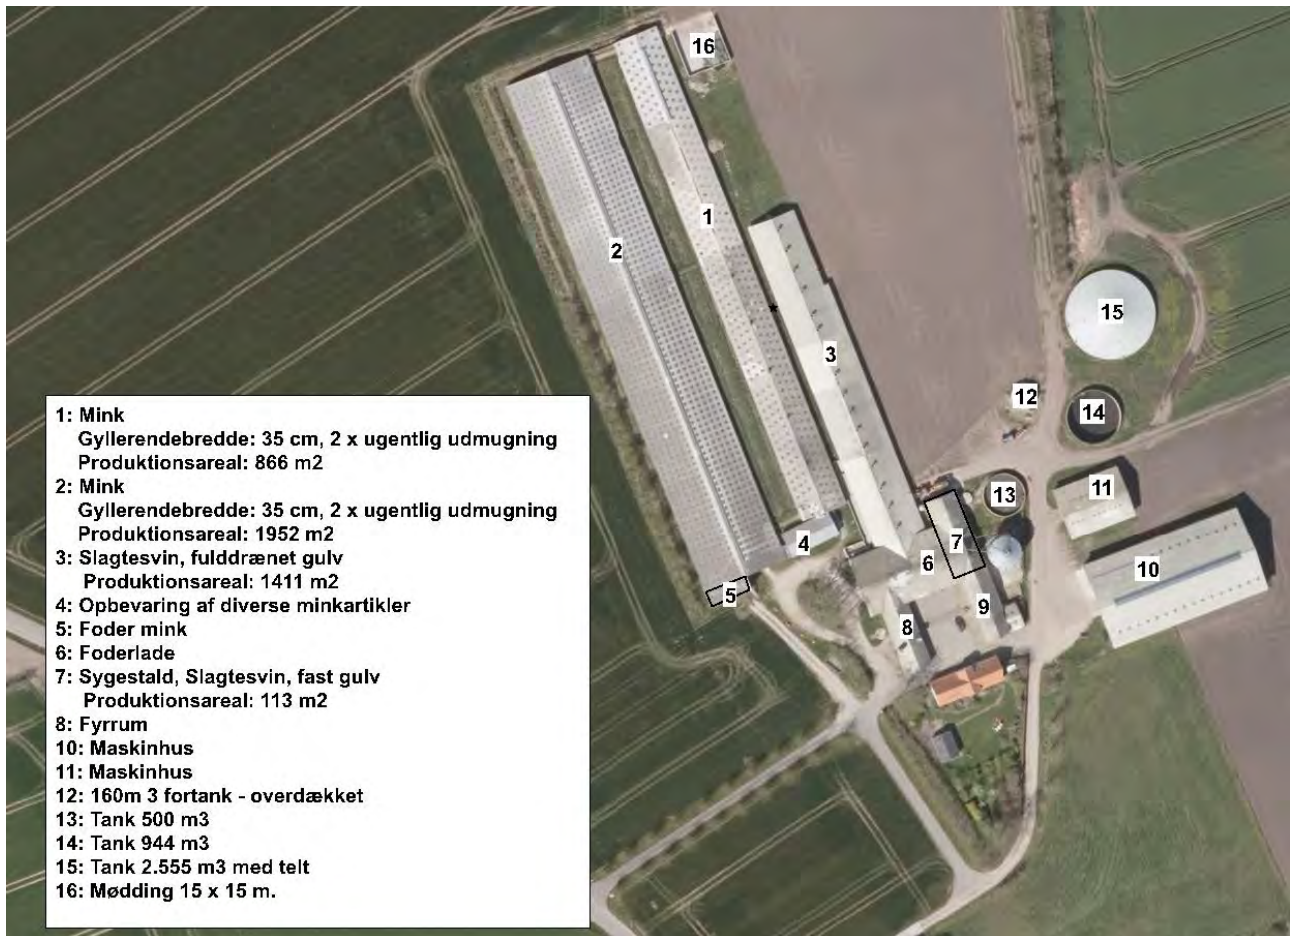 16
1
2
15
3
12
14
11
13
4
7
6
10
5
9
8
1: Mink
Gyllerendebredde: 35 cm, 2 x ugentlig udmugning
Produktionsareal: 866 m2
2: Mink
Gyllerendebredde: 35 cm, 2 x ugentlig udmugning
Produktionsareal: 1952 m2
3: Slagtesvin, fulddrænet gulv
Produktionsareal: 1411 m2
4: Opbevaring af diverse minkartikler
5: Foder mink
6: Foderlade
7: Sygestald, Slagtesvin, fast gulv
Produktionsareal: 113 m2
8: Fyrrum
10: Maskinhus
11: Maskinhus
12: 160m 3 fortank - overdækket
13: Tank 500 m3
14: Tank 944 m3
15: Tank 2.555 m3 med telt
16: Mødding 15 x 15 m.